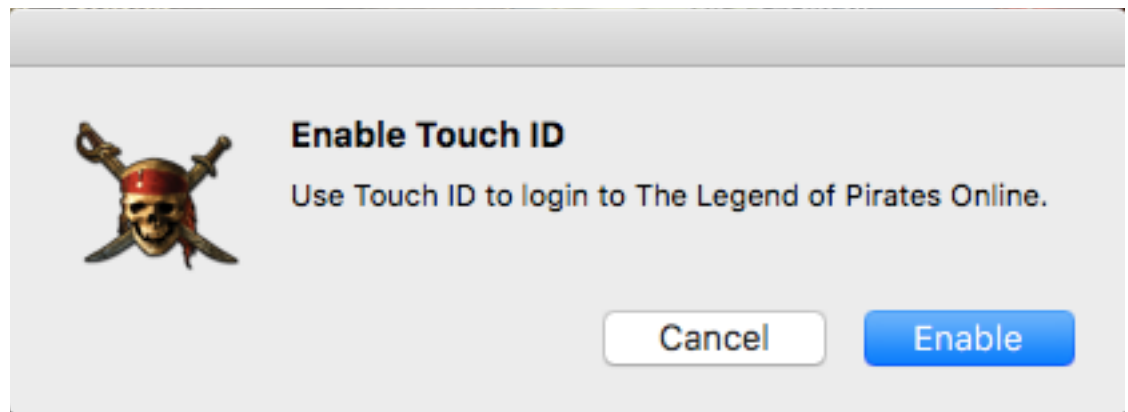 Enable Touch ID
Use Touch ID to login to The Legend of Pirates Online.
Cancel
Enable